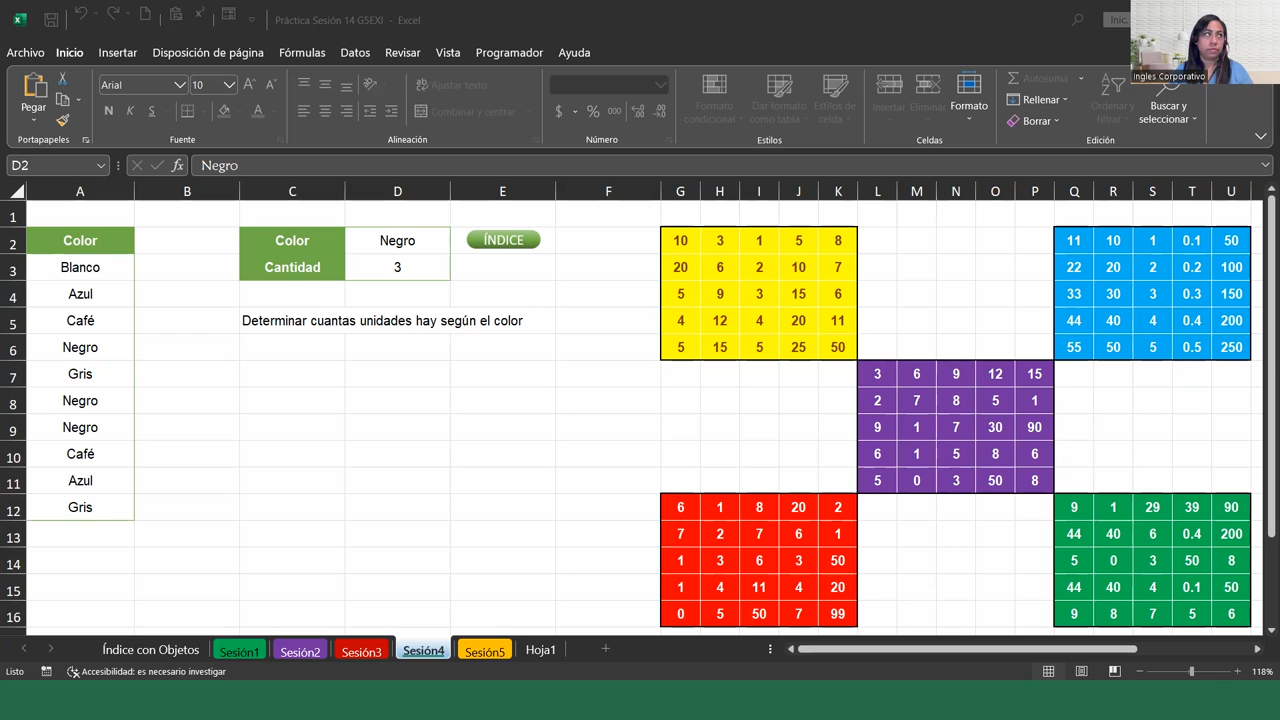 Práctica Sesión 14 G5EXI - Excel
Inic.
Ingles Corporativo
Archivo Inicio Insertar Disposición de página Fórmulas Datos Revisar Vista Programador Ayuda
Pegar
Arial 10
N K S
Ajustar texto
Combinar y centrar
$ % 000
Formato condicional
Dar formato como tabla
Estilos de celda
Insertar
Eliminar
Formato
Autosuma
Rellenar
Borrar
Ordenar y filtrar
Buscar y seleccionar
Portapapeles Fuente Alineación Número Estilos Celdas Edición
D2 fx Negro
A B C D E F G H I J K L M N O P Q R S T U
1
2 Color Color Negro ÍNDICE 10 3 1 5 8 11 10 1 0.1 50
3 Blanco Cantidad 3 20 6 2 10 7 22 20 2 0.2 100
4 Azul 5 9 3 15 6 33 30 3 0.3 150
5 Café Determinar cuantas unidades hay según el color 4 12 4 20 11 44 40 4 0.4 200
6 Negro 5 15 5 25 50 55 50 5 0.5 250
7 Gris 3 6 9 12 15
8 Negro 2 7 8 5 1
9 Negro 9 1 7 30 90
10 Café 6 1 5 8 6
11 Azul 5 0 3 50 8
12 Gris 6 1 8 20 2 9 1 29 39 90
13 7 2 7 6 1 44 40 6 0.4 200
14 1 3 6 3 50 5 0 3 50 8
15 1 4 11 4 20 44 40 4 0.1 50
16 0 5 50 7 99 9 8 7 5 6
Índice con Objetos Sesión1 Sesión2 Sesión3 Sesión4 Sesión5 Hoja1
Listo Accesibilidad: es necesario investigar 118%